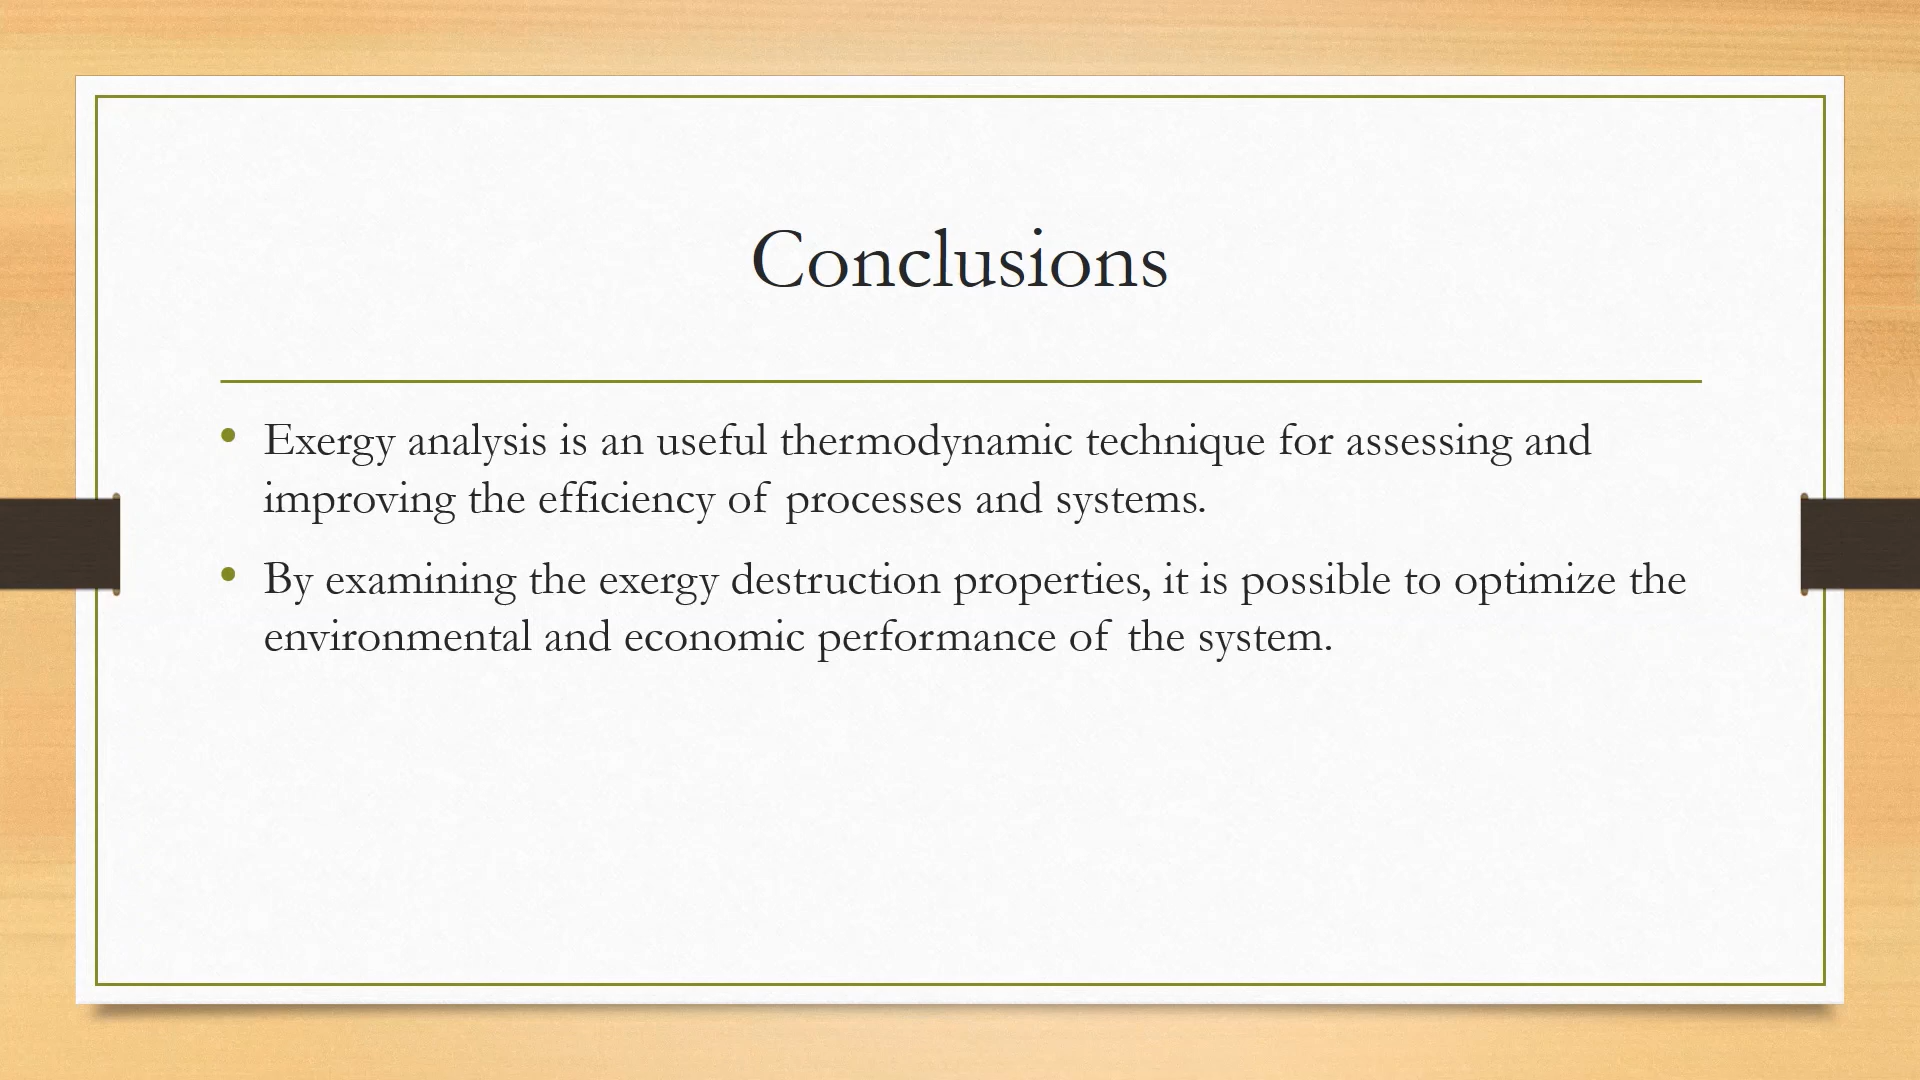 Conclusions
• Exergy analysis is an useful thermodynamic technique for assessing and
improving the efficiency of processes and systems.
• By examining the exergy destruction properties, it is possible to optimize the
environmental and economic performance of the system.